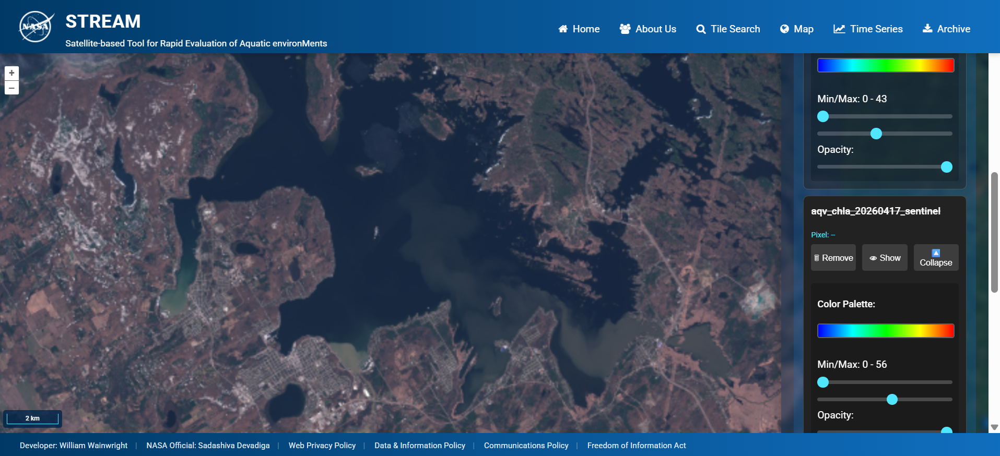 NASA
STREAM
Satellite-based Tool for Rapid Evaluation of Aquatic environMents
Home
About Us
Tile Search
Map
Time Series
Archive
+
−
Min/Max: 0 - 43
Opacity:
aqv_chla_20260417_sentinel
Pixel: --
Remove
Show
Collapse
Color Palette:
Min/Max: 0 - 56
Opacity:
2 km
Developer: William Wainwright | NASA Official: Sadashiva Devadiga | Web Privacy Policy | Data & Information Policy | Communications Policy | Freedom of Information Act